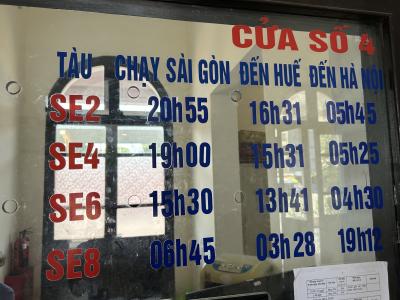 CỬA SỐ 4
TÀU CHẠY SÀI GÒN ĐẾN HUẾ ĐẾN HÀ NỘI
SE2 20h55 16h31 05h45
SE4 19h00 15h31 05h25
SE6 15h30 13h41 04h30
SE8 06h45 03h28 19h12